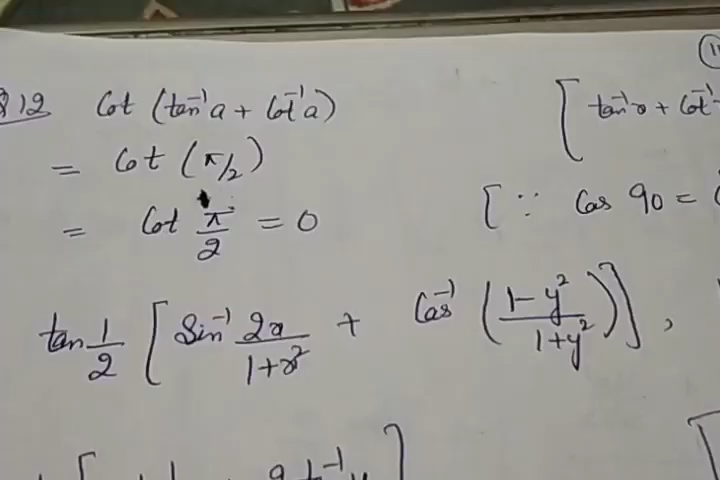 12 Cot (tan⁻¹a + Cot⁻¹a) [ tan⁻¹x + Cot⁻¹
= Cot (π/2)
= Cot π/2 = 0 [ ∵ Cos 90 =
tan 1/2 [ Sin⁻¹ 2x/1+x² + Cos⁻¹ (1-y²/1+y²) ] ,